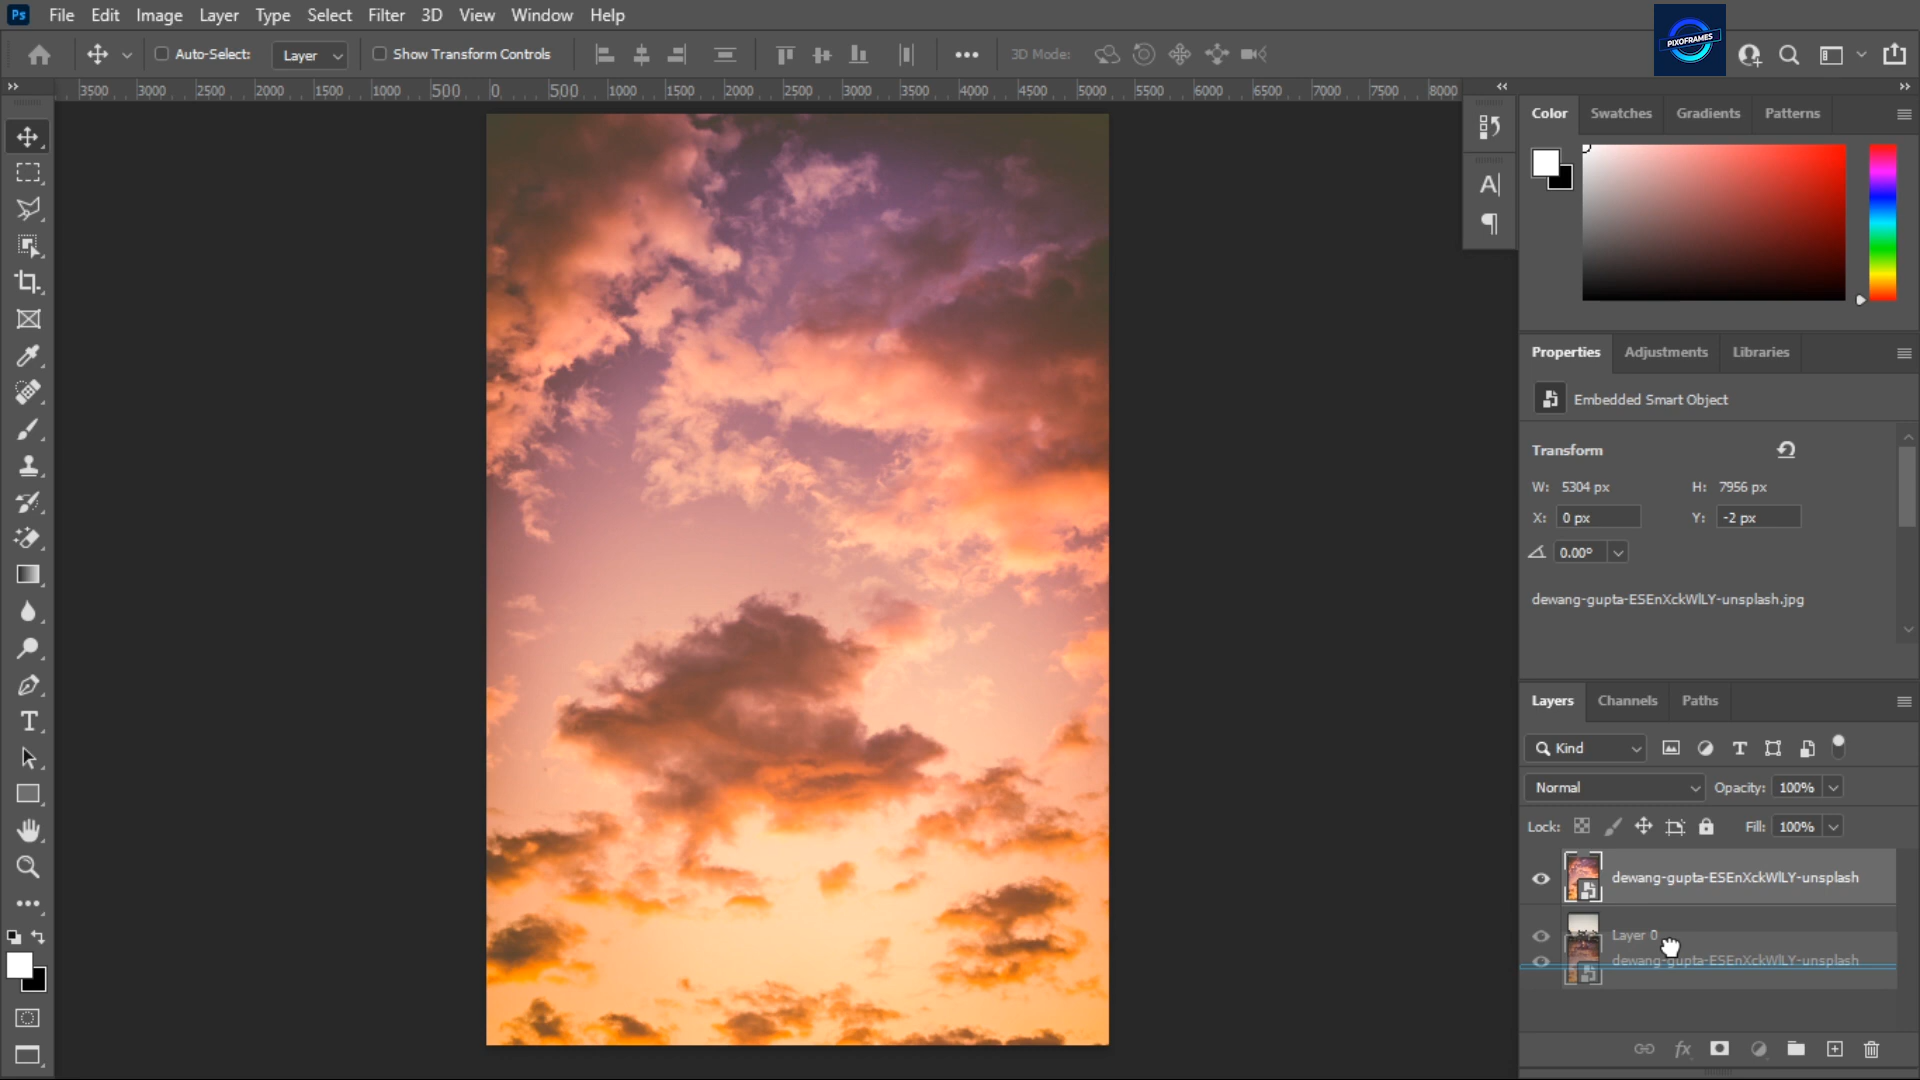 Ps File Edit Image Layer Type Select Filter 3D View Window Help
PIXOFRAMES
Auto-Select: Layer Show Transform Controls 3D Mode:
3500 3000 2500 2000 1500 1000 500 0 500 1000 1500 2000 2500 3000 3500 4000 4500 5000 5500 6000 6500 7000 7500 8000
Color Swatches Gradients Patterns
Properties Adjustments Libraries
Embedded Smart Object
Transform
W: 5304 px H: 7956 px
X: 0 px Y: -2 px
0.00°
dewang-gupta-ESEnXckWlLY-unsplash.jpg
Layers Channels Paths
Kind
Normal Opacity: 100%
Lock: Fill: 100%
dewang-gupta-ESEnXckWlLY-unsplash
Layer 0
dewang-gupta-ESEnXckWlLY-unsplash
fx